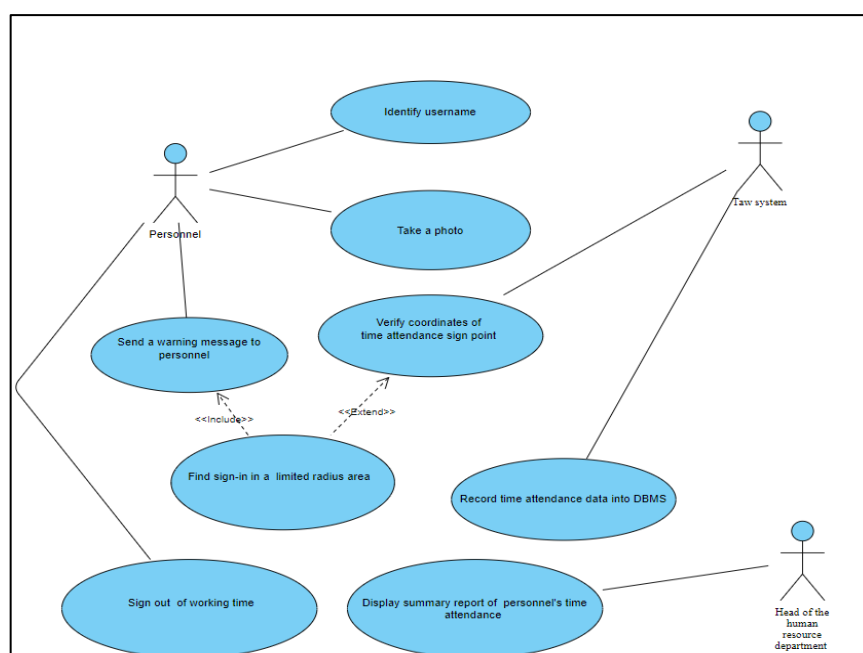 Identify username
Taw system
Personnel
Take a photo
Verify coordinates of
time attendance sign point
Send a warning message to
personnel
<<Include>>
<<Extend>>
Find sign-in in a limited radius area
Record time attendance data into DBMS
Sign out of working time
Display summary report of personnel's time
attendance
Head of the
human
resource
department